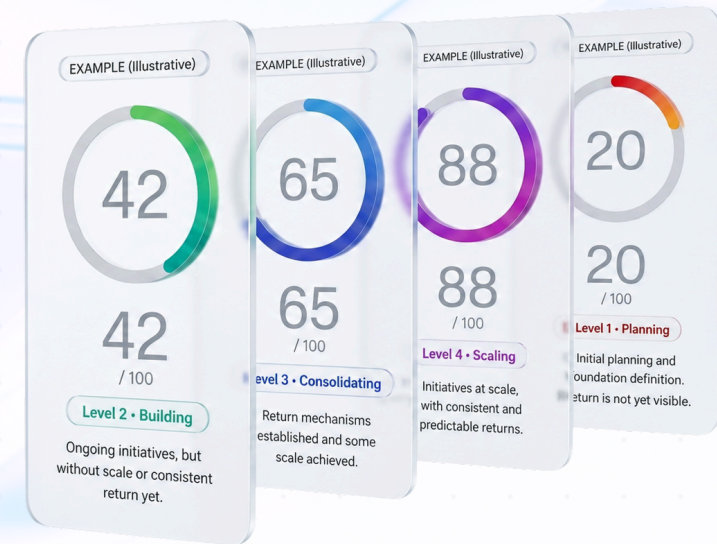 EXAMPLE (Illustrative)
42
42
/ 100
Level 2 • Building
Ongoing initiatives, but
without scale or consistent
return yet.
EXAMPLE (Illustrative)
65
65
/ 100
evel 3 • Consolidating
Return mechanisms
established and some
scale achieved.
EXAMPLE (Illustrative)
88
88
/ 100
Level 4 • Scaling
Initiatives at scale,
with consistent and
predictable returns.
EXAMPLE (Illustrative)
20
20
/ 100
Level 1 • Planning
Initial planning and
oundation definition.
eturn is not yet visible.